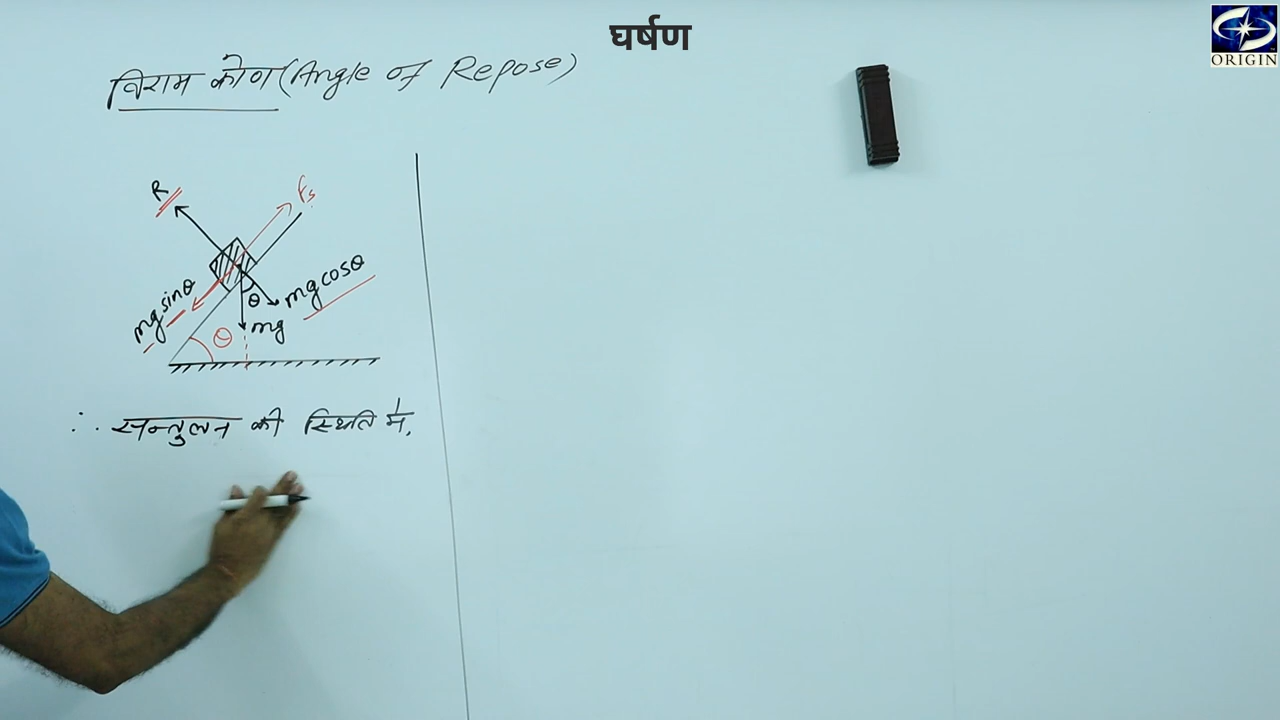 घर्षण
ORIGIN
विराम कोण (Angle of Repose)
R
fs
mg sinθ
θ
mg cosθ
mg
θ
∴ सन्तुलन की स्थिति में,